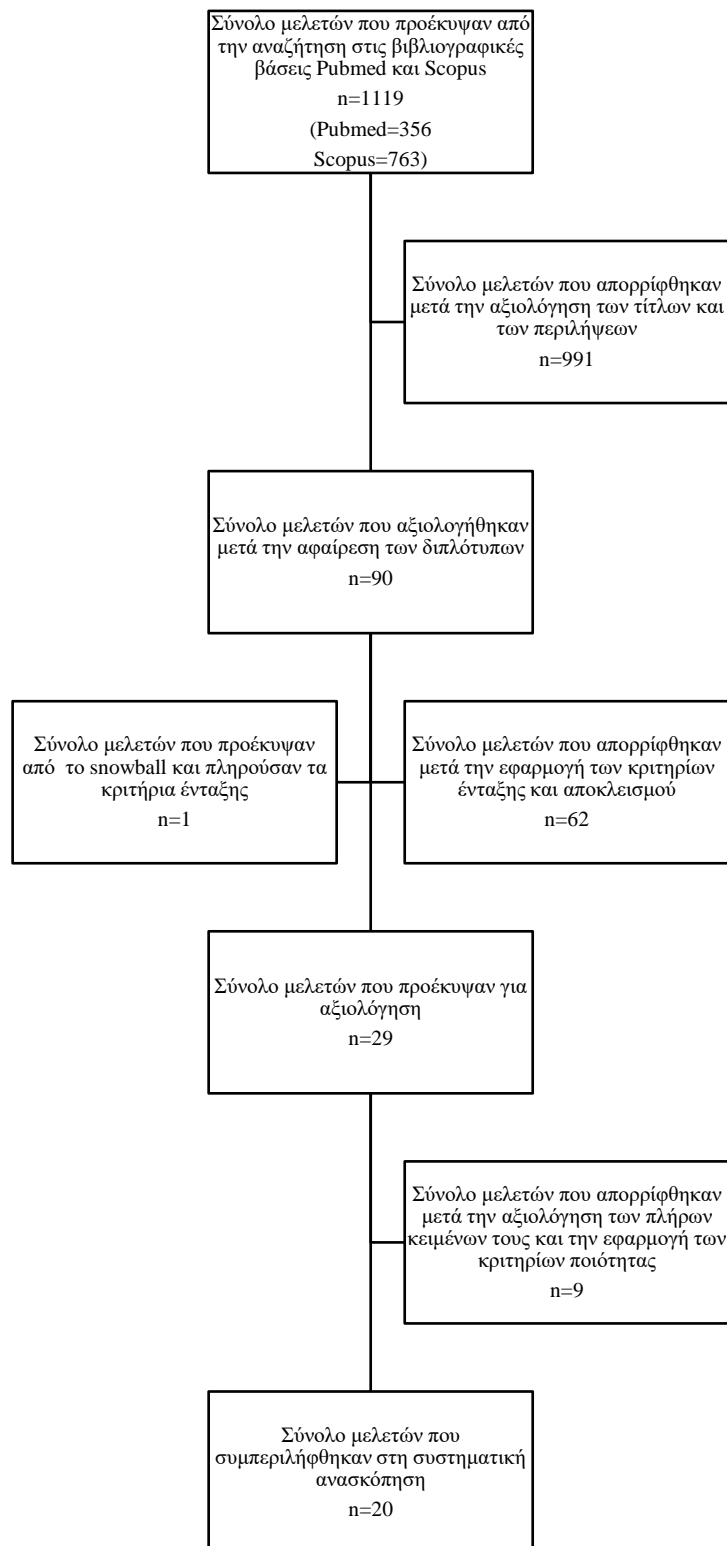 Σύνολο μελετών που προέκυψαν από
την αναζήτηση στις βιβλιογραφικές
βάσεις Pubmed και Scopus
n=1119
(Pubmed=356
Scopus=763)
Σύνολο μελετών που απορρίφθηκαν
μετά την αξιολόγηση των τίτλων και
των περιλήψεων
n=991
Σύνολο μελετών που αξιολογήθηκαν
μετά την αφαίρεση των διπλότυπων
n=90
Σύνολο μελετών που προέκυψαν
από το snowball και πληρούσαν τα
κριτήρια ένταξης
n=1
Σύνολο μελετών που απορρίφθηκαν
μετά την εφαρμογή των κριτηρίων
ένταξης και αποκλεισμού
n=62
Σύνολο μελετών που προέκυψαν για
αξιολόγηση
n=29
Σύνολο μελετών που απορρίφθηκαν
μετά την αξιολόγηση των πλήρων
κειμένων τους και την εφαρμογή των
κριτηρίων ποιότητας
n=9
Σύνολο μελετών που
συμπεριλήφθηκαν στη συστηματική
ανασκόπηση
n=20